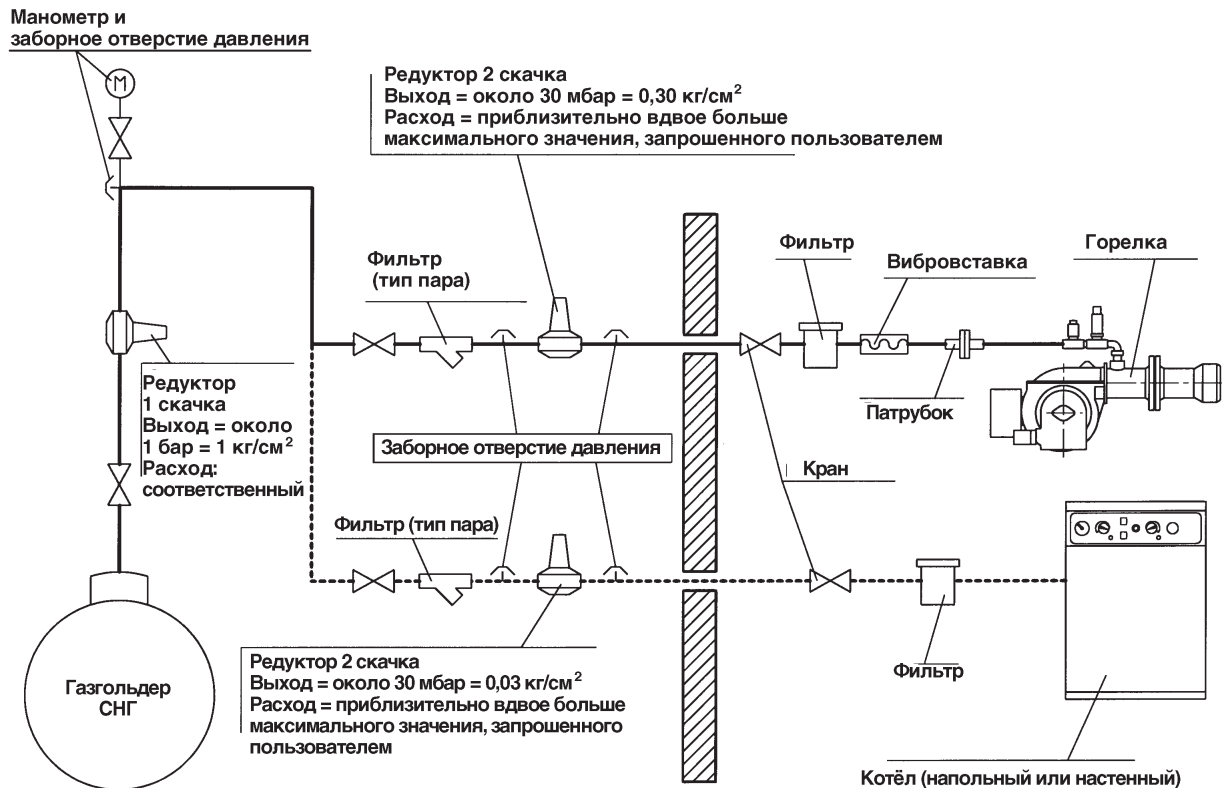 Манометр и
заборное отверстие давления
М
Редуктор 2 скачка
Выход = около 30 мбар = 0,30 кг/см²
Расход = приблизительно вдвое больше
максимального значения, запрошенного пользователем
Фильтр
(тип пара)
Фильтр
Вибровставка
Горелка
Редуктор
1 скачка
Выход = около
1 бар = 1 кг/см²
Расход:
соответственный
Патрубок
Заборное отверстие давления
Кран
Фильтр (тип пара)
Редуктор 2 скачка
Выход = около 30 мбар = 0,03 кг/см²
Расход = приблизительно вдвое больше
максимального значения, запрошенного
пользователем
Газгольдер
СНГ
Фильтр
Котёл (напольный или настенный)